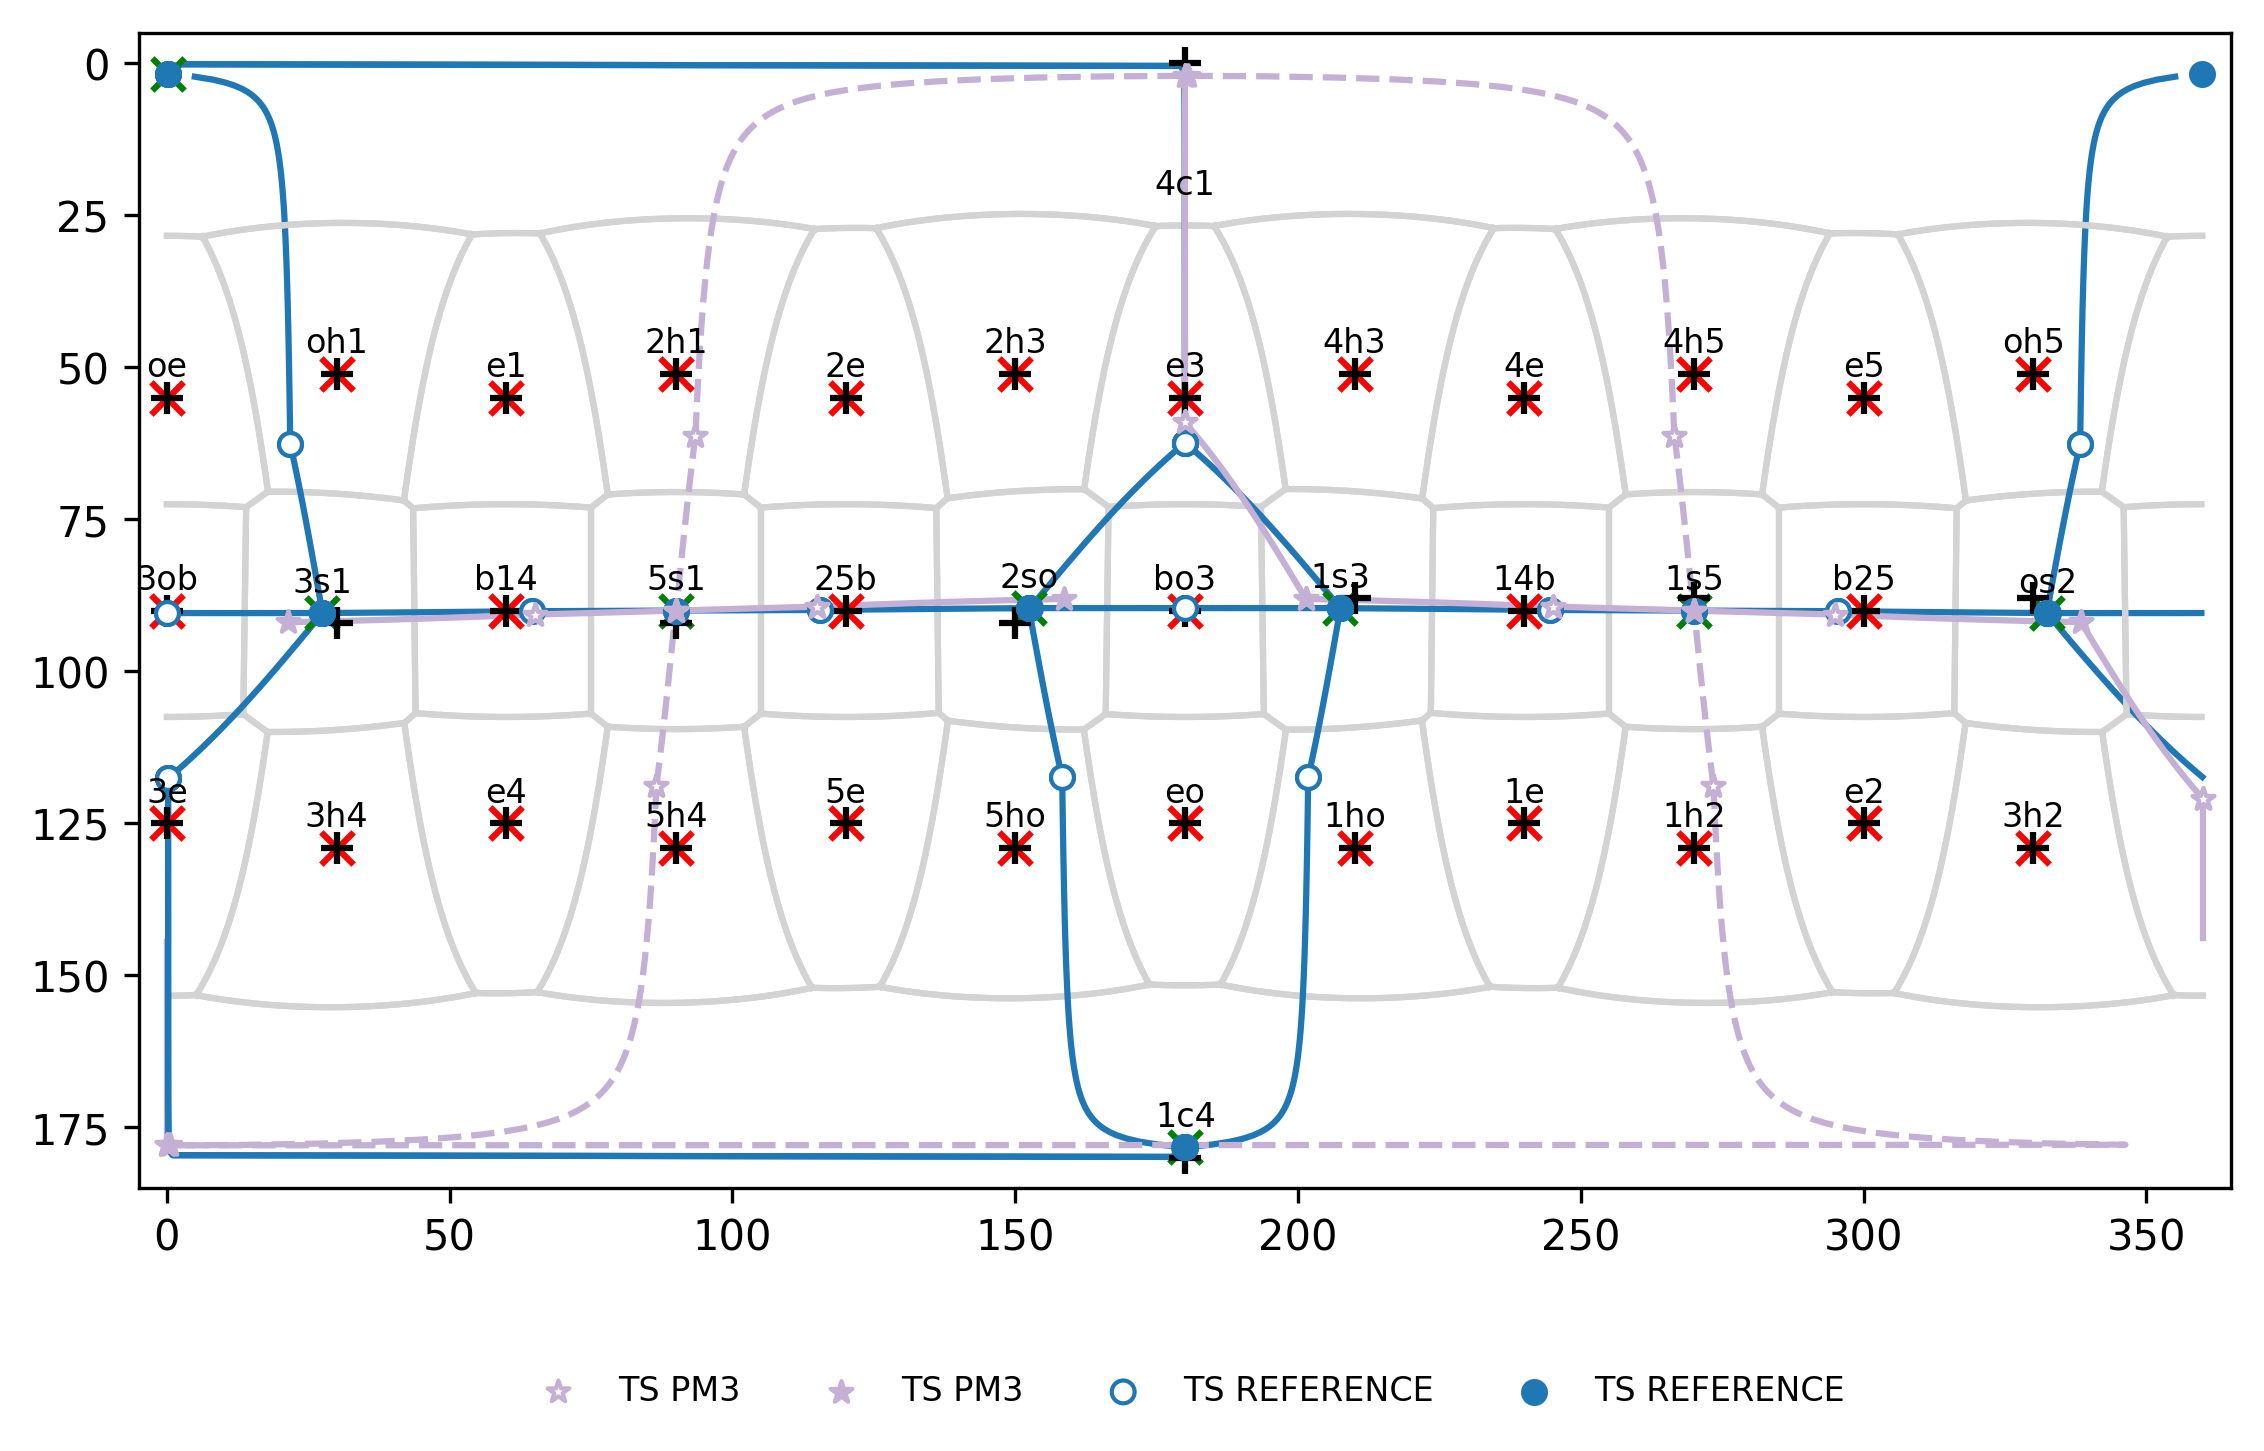 0
4c1
25
oh1 2h1 2h3 4h3 4h5 oh5
oe e1 2e e3 4e e5
50
75
3ob 3s1 b14 5s1 25b 2so bo3 1s3 14b 1s5 b25 os2
100
3e e4 5e eo 1e e2
3h4 5h4 5ho 1ho 1h2 3h2
125
150
1c4
175
0 50 100 150 200 250 300 350
TS PM3 TS PM3 TS REFERENCE TS REFERENCE